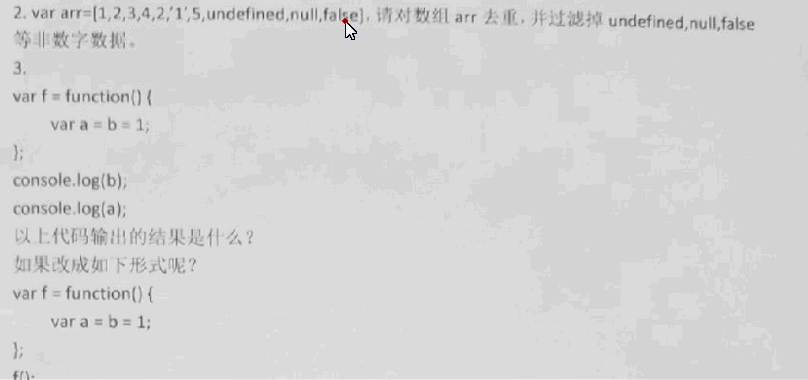 2. var arr=[1,2,3,4,2,'1',5,undefined,null,false], 请对数组 arr 去重, 并过滤掉 undefined,null,false
等非数字数据。
3.
var f = function() {
var a = b = 1;
};
console.log(b);
console.log(a);
以上代码输出的结果是什么?
如果改成如下形式呢?
var f = function() {
var a = b = 1;
};
f();